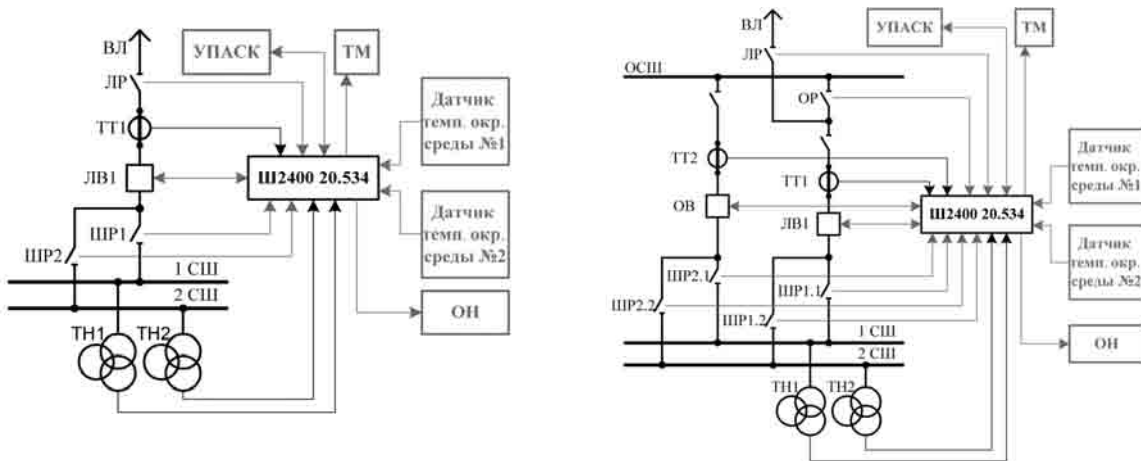 ВЛ
УПАСК
ТМ
ЛР
Датчик
темп. окр.
среды №1
ТТ1
ЛВ1
Ш2400 20.534
Датчик
темп. окр.
среды №2
ШР1
ШР2
1 СШ
2 СШ
ТН1
ТН2
ОН
ВЛ
УПАСК
ТМ
ЛР
ОСШ
ОР
Датчик
темп. окр.
среды №1
ТТ2
ТТ1
ОВ
ЛВ1
Ш2400 20.534
Датчик
темп. окр.
среды №2
ШР2.1
ШР1.1
ШР2.2
ШР1.2
1 СШ
2 СШ
ТН1
ТН2
ОН